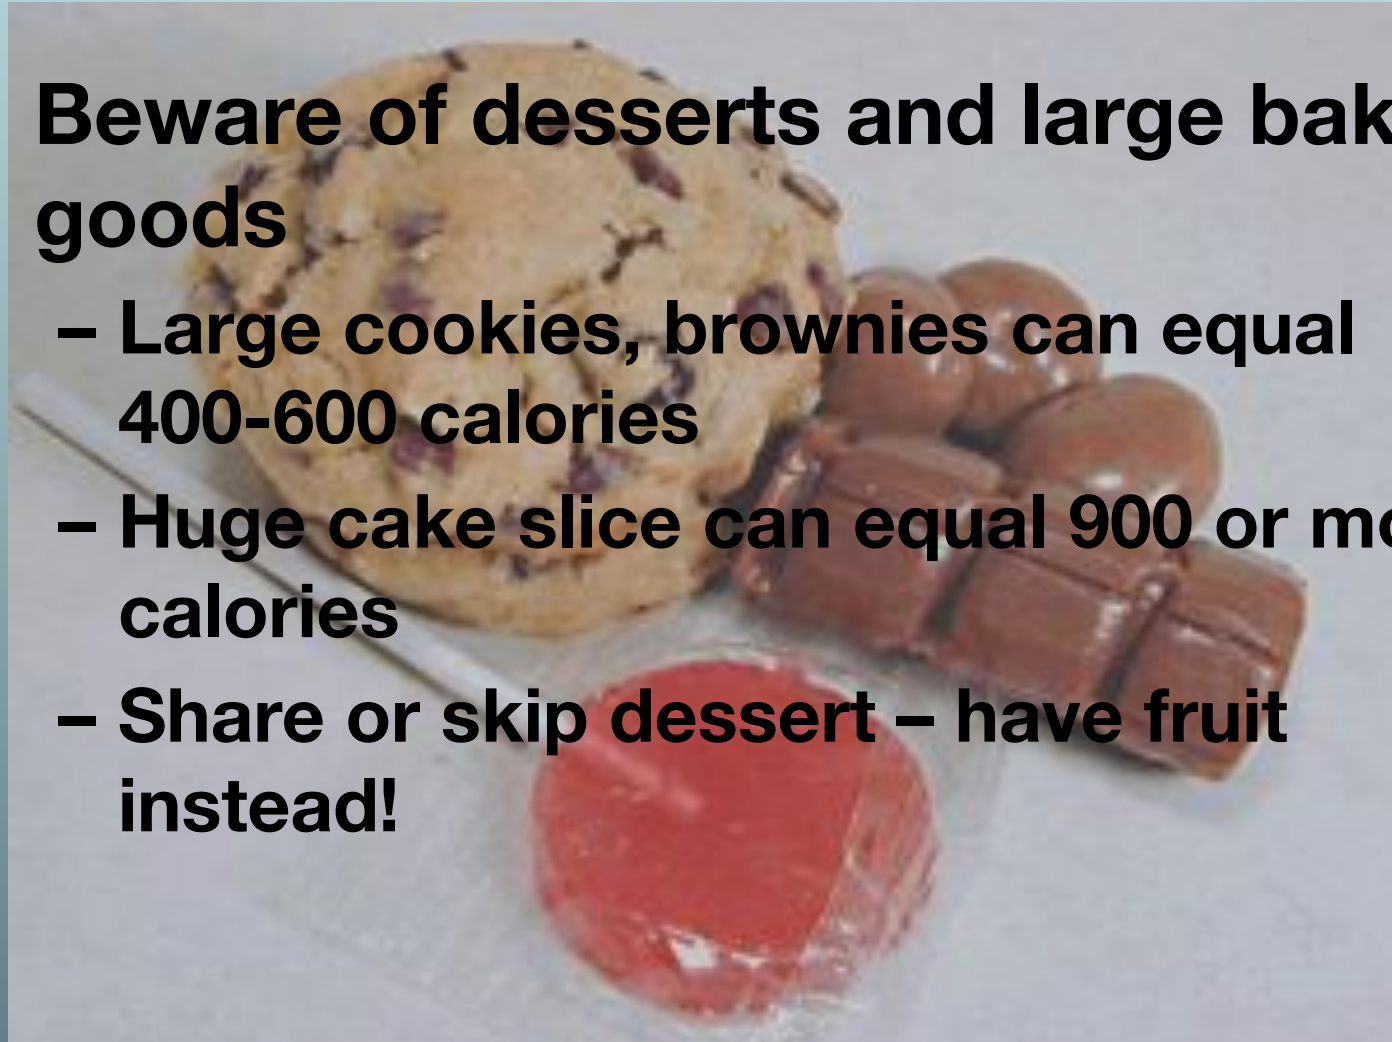 Beware of desserts and large bak
goods
– Large cookies, brownies can equal
400-600 calories
– Huge cake slice can equal 900 or mo
calories
– Share or skip dessert – have fruit
instead!